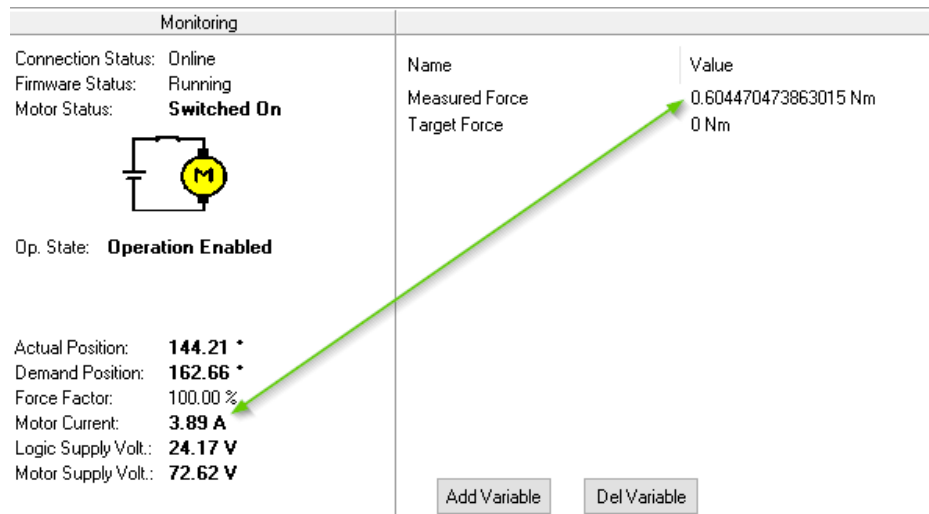 Monitoring
Connection Status: Online
Firmware Status: Running
Motor Status: Switched On
M
Op. State: Operation Enabled
Actual Position: 144.21 °
Demand Position: 162.66 °
Force Factor: 100.00 %
Motor Current: 3.89 A
Logic Supply Volt.: 24.17 V
Motor Supply Volt.: 72.62 V
Name Value
Measured Force 0.604470473863015 Nm
Target Force 0 Nm
Add Variable Del Variable